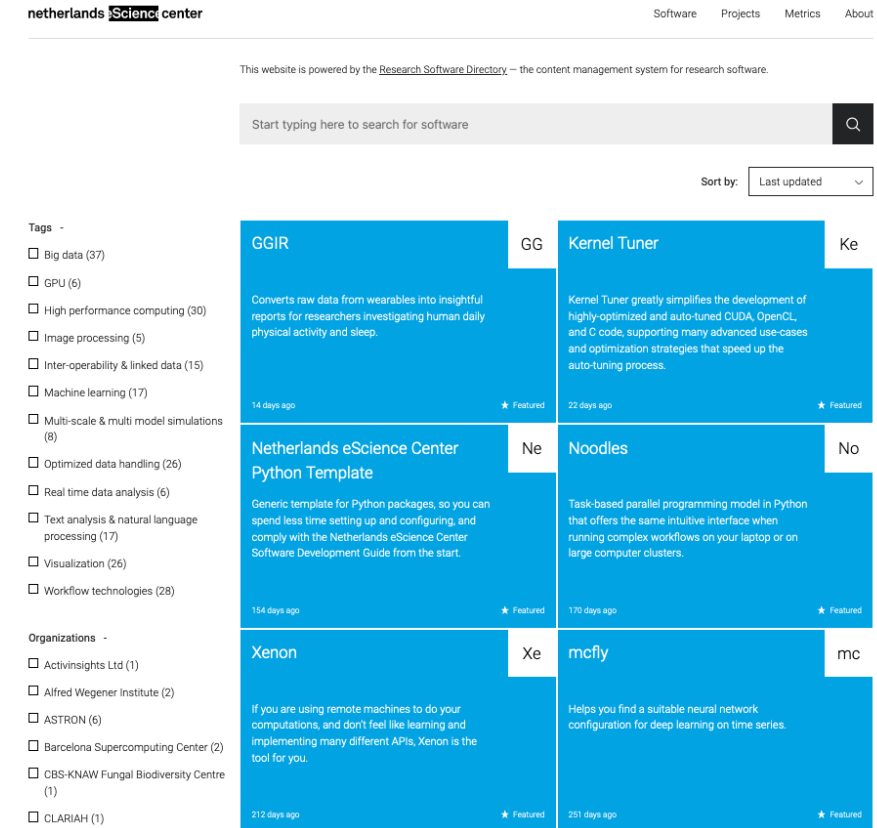 netherlands eScience center
Software Projects Metrics About
This website is powered by the Research Software Directory — the content management system for research software.
Start typing here to search for software
Sort by: Last updated
Tags -
Big data (37)
GPU (6)
High performance computing (30)
Image processing (5)
Inter-operability & linked data (15)
Machine learning (17)
Multi-scale & multi model simulations
(8)
Optimized data handling (26)
Real time data analysis (6)
Text analysis & natural language
processing (17)
Visualization (26)
Workflow technologies (28)
Organizations -
Activinsights Ltd (1)
Alfred Wegener Institute (2)
ASTRON (6)
Barcelona Supercomputing Center (2)
CBS-KNAW Fungal Biodiversity Centre
(1)
CLARIAH (1)
GGIR
GG
Converts raw data from wearables into insightful
reports for researchers investigating human daily
physical activity and sleep.
14 days ago
Featured
Kernel Tuner
Ke
Kernel Tuner greatly simplifies the development of
highly-optimized and auto-tuned CUDA, OpenCL,
and C code, supporting many advanced use-cases
and optimization strategies that speed up the
auto-tuning process.
22 days ago
Featured
Netherlands eScience Center
Python Template
Ne
Generic template for Python packages, so you can
spend less time setting up and configuring, and
comply with the Netherlands eScience Center
Software Development Guide from the start.
154 days ago
Featured
Noodles
No
Task-based parallel programming model in Python
that offers the same intuitive interface when
running complex workflows on your laptop or on
large computer clusters.
170 days ago
Featured
Xenon
Xe
If you are using remote machines to do your
computations, and don't feel like learning and
implementing many different APIs, Xenon is the
tool for you.
212 days ago
Featured
mcfly
mc
Helps you find a suitable neural network
configuration for deep learning on time series.
251 days ago
Featured